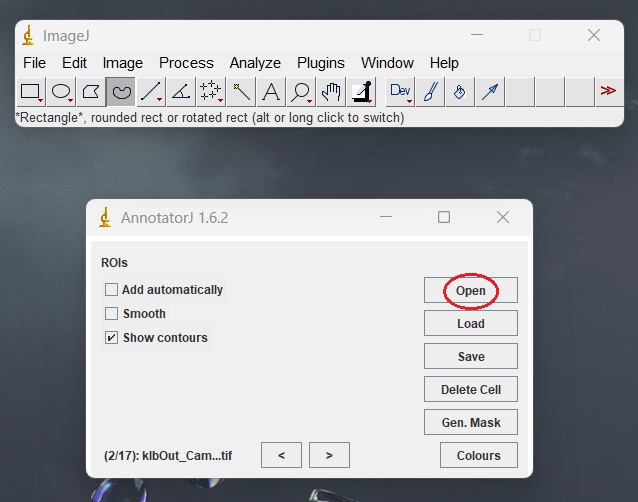 ImageJ
File Edit Image Process Analyze Plugins Window Help
A Dev >>
*Rectangle*, rounded rect or rotated rect (alt or long click to switch)
AnnotatorJ 1.6.2
ROIs
Add automatically
Smooth
Show contours
Open
Load
Save
Delete Cell
Gen. Mask
(2/17): klbOut_Cam...tif < > Colours